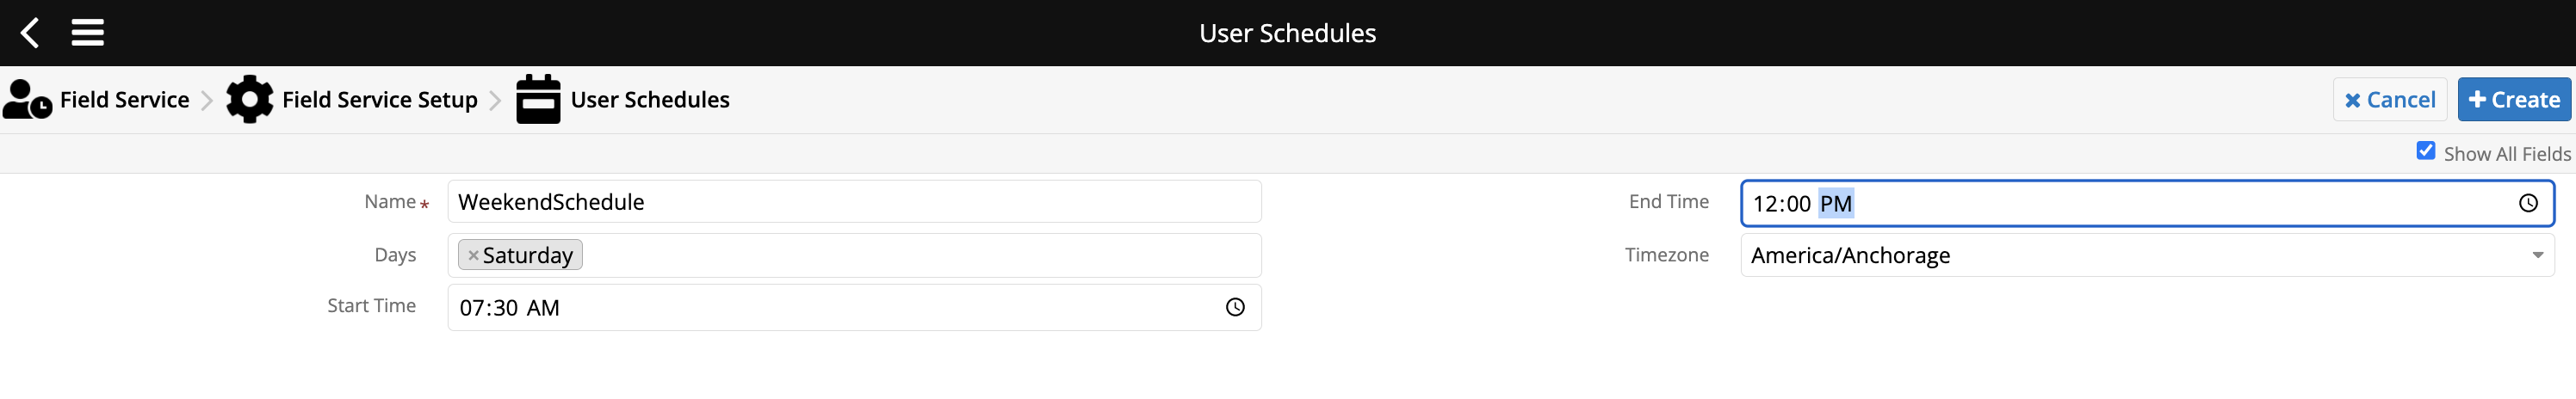 User Schedules
Field Service Field Service Setup User Schedules Cancel Create
Show All Fields
Name * WeekendSchedule End Time 12:00 PM
Days × Saturday Timezone America/Anchorage
Start Time 07:30 AM